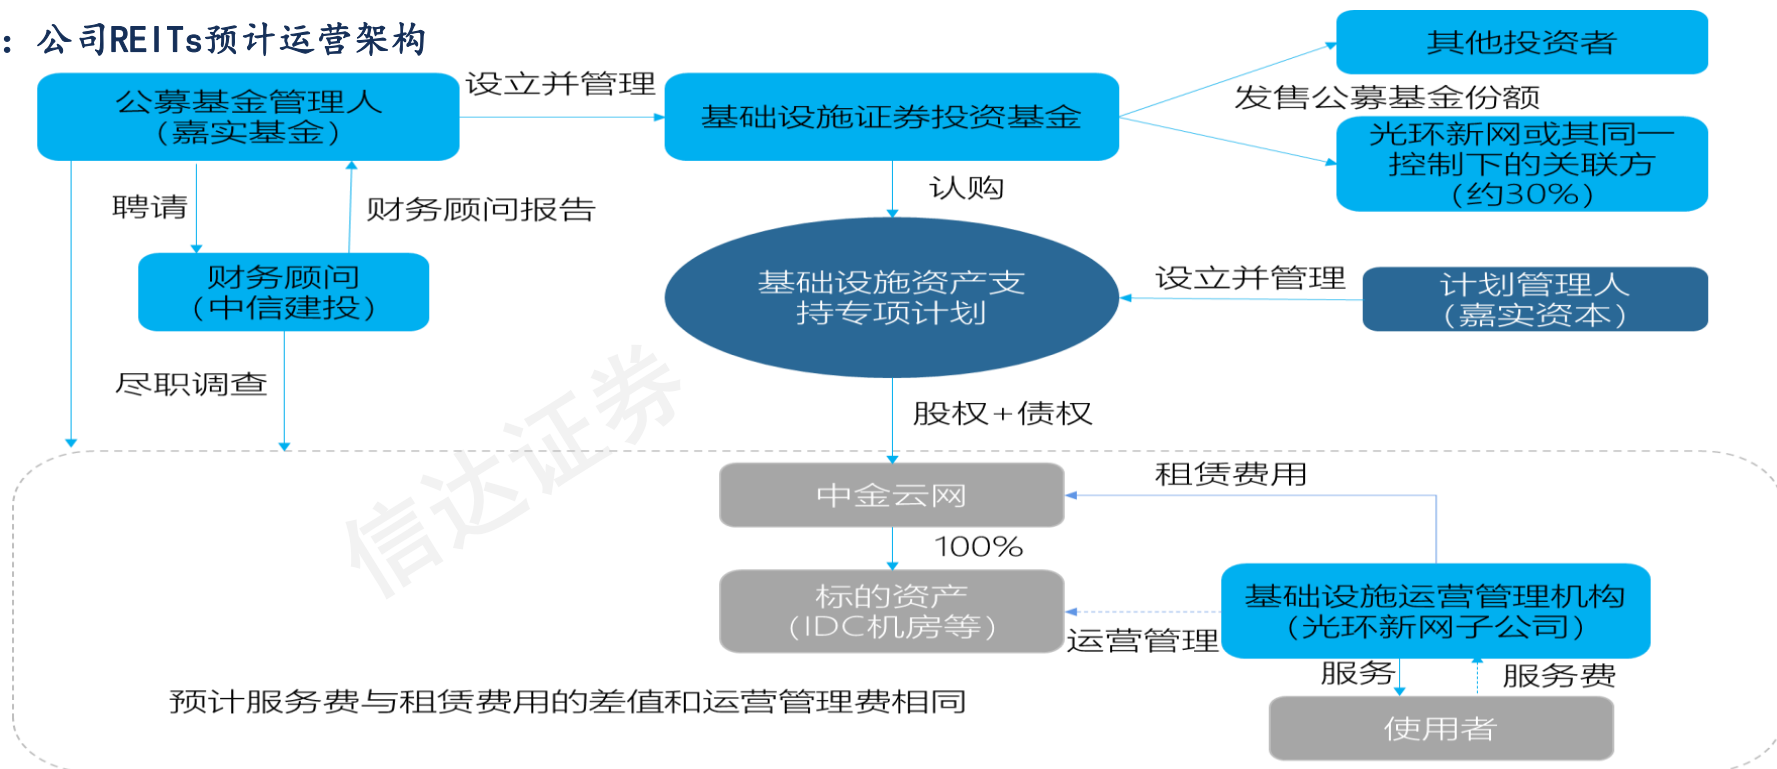 ：公司REITs预计运营架构
其他投资者
公募基金管理人
（嘉实基金）
设立并管理
基础设施证券投资基金
发售公募基金份额
光环新网或其同一
控制下的关联方
（约30%）
聘请
财务顾问报告
认购
财务顾问
（中信建投）
基础设施资产支
持专项计划
设立并管理
计划管理人
（嘉实资本）
尽职调查
股权+债权
信达证券
中金云网
租赁费用
100%
标的资产
（IDC机房等）
运营管理
基础设施运营管理机构
（光环新网子公司）
服务
服务费
预计服务费与租赁费用的差值和运营管理费相同
使用者